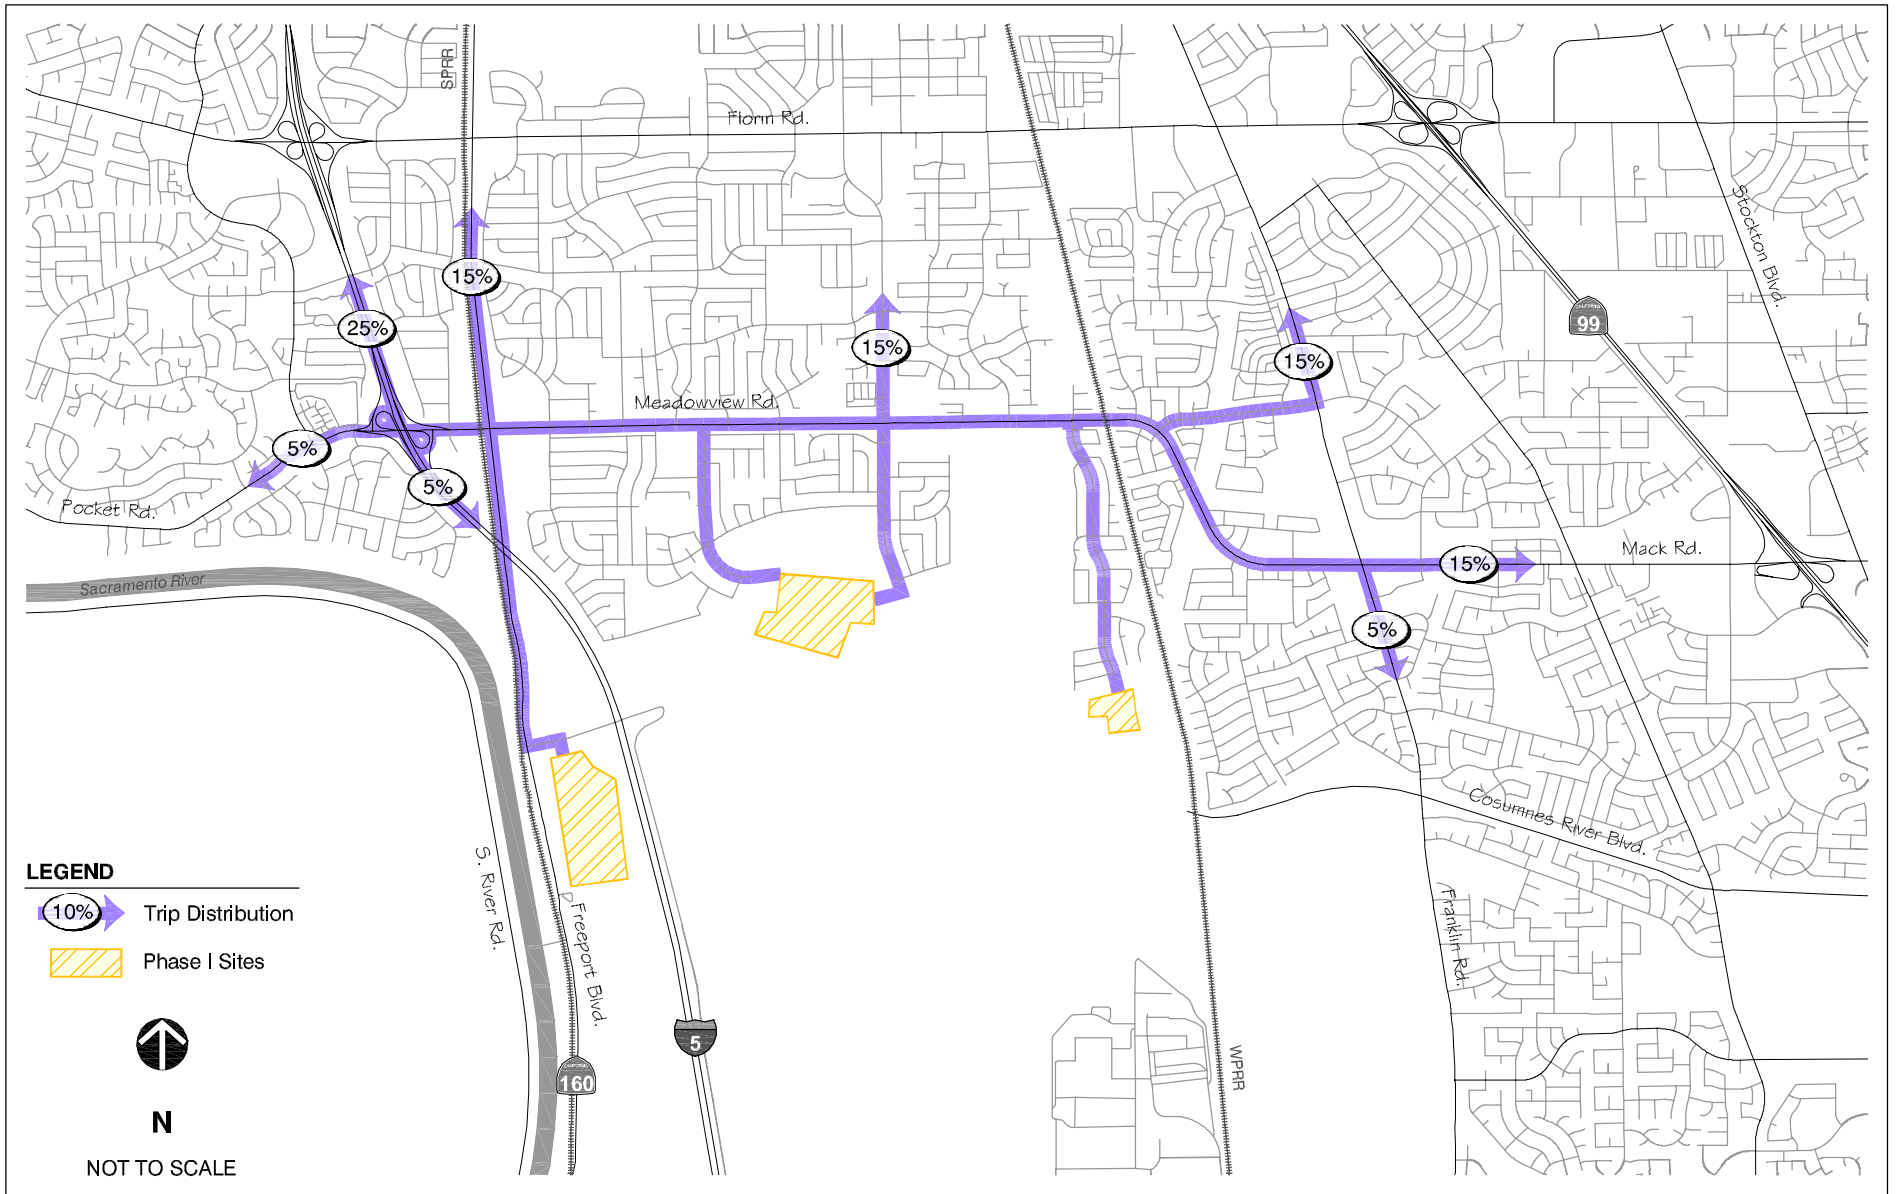 SPRR
Florin Rd.
Stockton Blvd.
15%
25%
99
15%
15%
Meadowview Rd.
5%
5%
Pocket Rd.
Mack Rd.
15%
Sacramento River
5%
Cosumnes River Blvd.
S. River Rd.
Freeport Blvd.
Franklin Rd.
LEGEND
10% Trip Distribution
Phase I Sites
5
160
WPRR
N
NOT TO SCALE